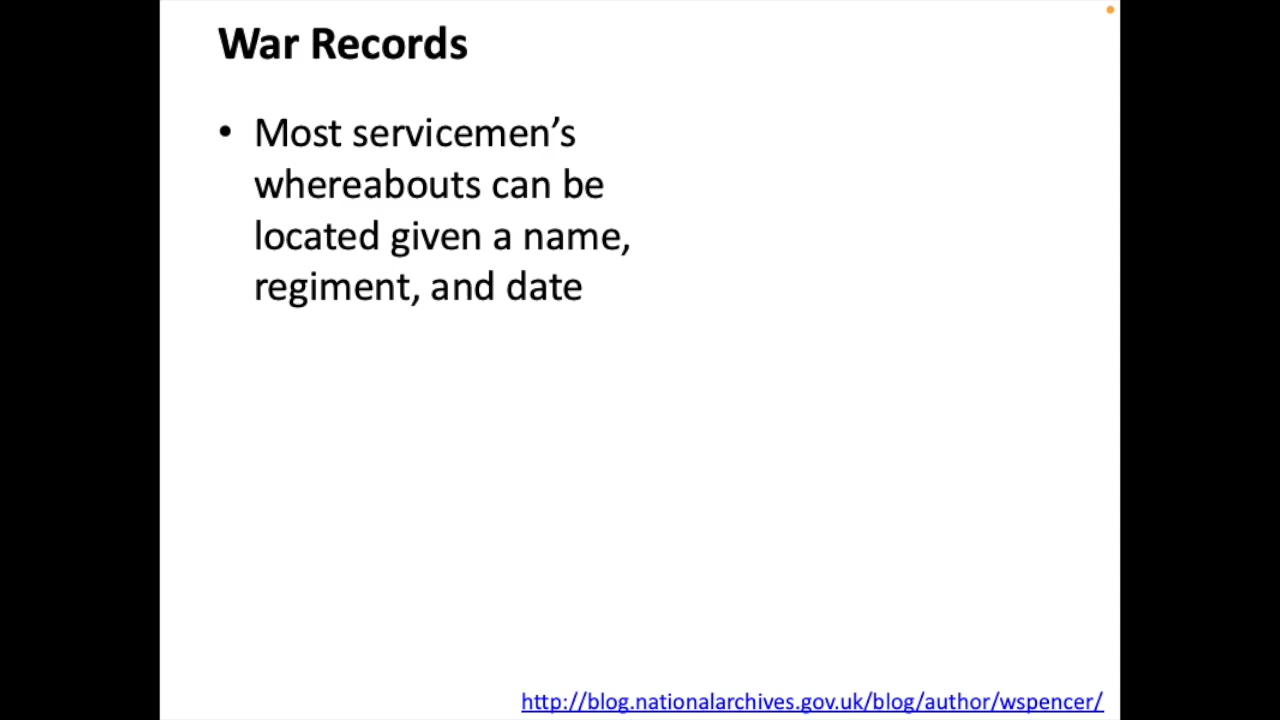 War Records
• Most servicemen’s
whereabouts can be
located given a name,
regiment, and date
http://blog.nationalarchives.gov.uk/blog/author/wspencer/